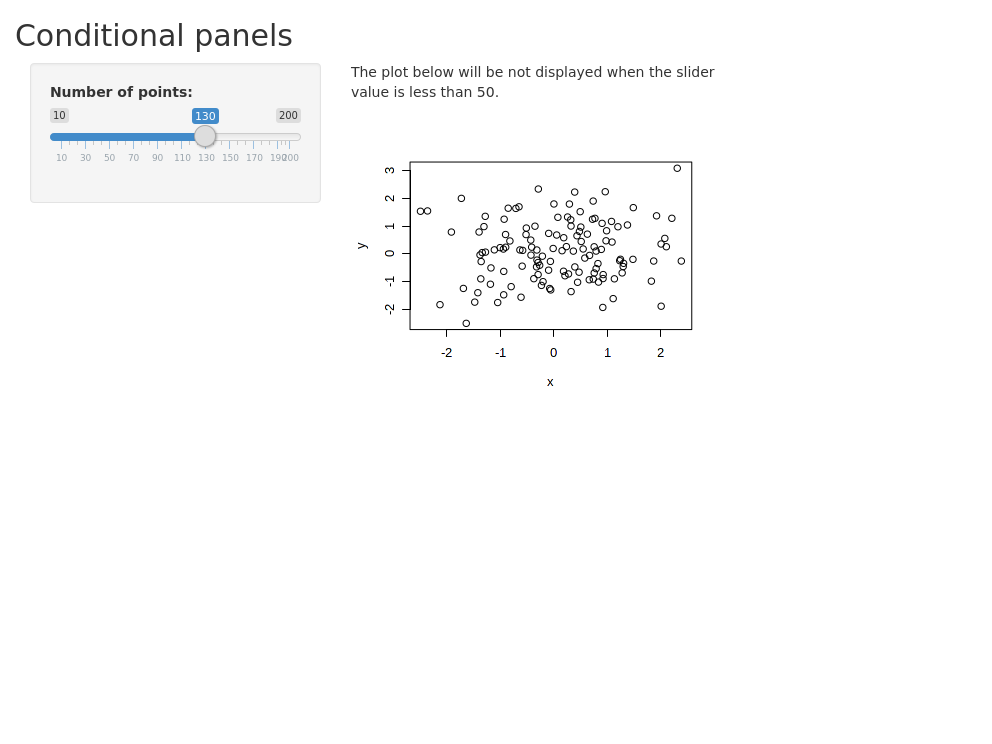 Conditional panels
Number of points:
10 130 200
10 30 50 70 90 110 130 150 170 190 200
The plot below will be not displayed when the slider
value is less than 50.
3
2
1
0
-1
-2
y
-2 -1 0 1 2
x